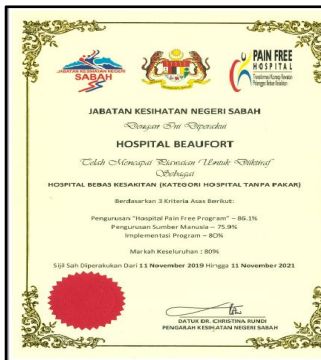 JABATAN KESIHATAN NEGERI
SABAH
PAIN FREE
HOSPITAL
JABATAN KESIHATAN NEGERI SABAH
Dengan Ini Diperakui
HOSPITAL BEAUFORT
Telah Mencapai Piawaian Untuk Diiktiraf
Sebagai
HOSPITAL BEBAS KESAKITAN (KATEGORI HOSPITAL TANPA PAKAR)
Berdasarkan 3 Kriteria Asas Berikut:
Pengurusan "Hospital Pain Free Program" – 86.1%
Pengurusan Sumber Manusia – 75.9%
Implementasi Program – 80%
Markah Keseluruhan : 80%
Sijil Sah Diperakukan Dari 11 November 2019 Hingga 11 November 2021
DATUK DR. CHRISTINA RUNDI
PENGARAH KESIHATAN NEGERI SABAH